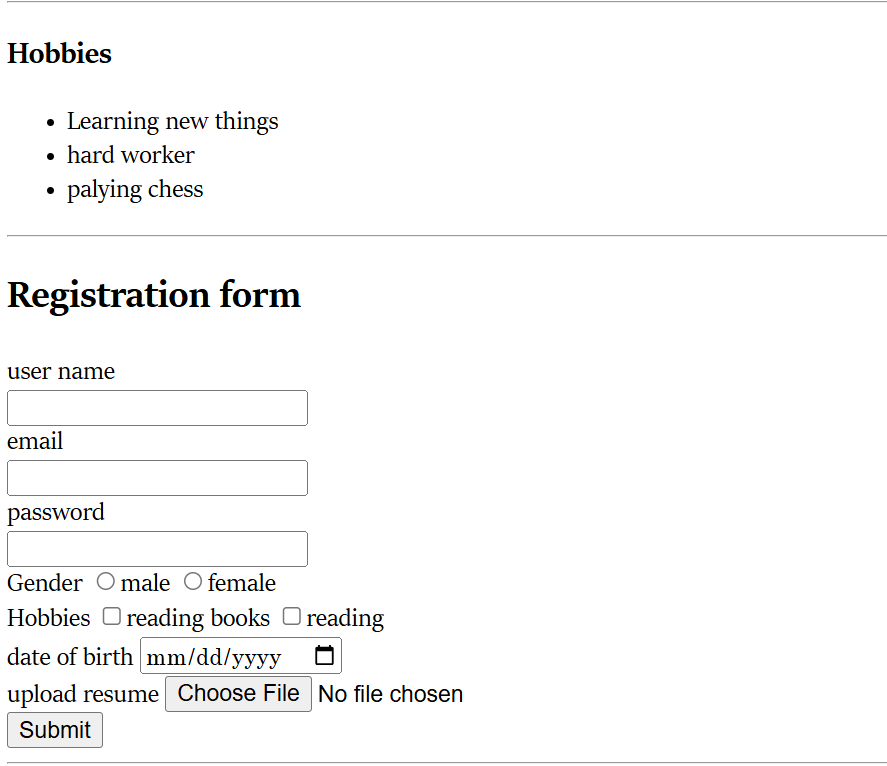 Hobbies
Learning new things
hard worker
palying chess
Registration form
user name
email
password
Gender male female
Hobbies reading books reading
date of birth mm/dd/yyyy
upload resume Choose File No file chosen
Submit